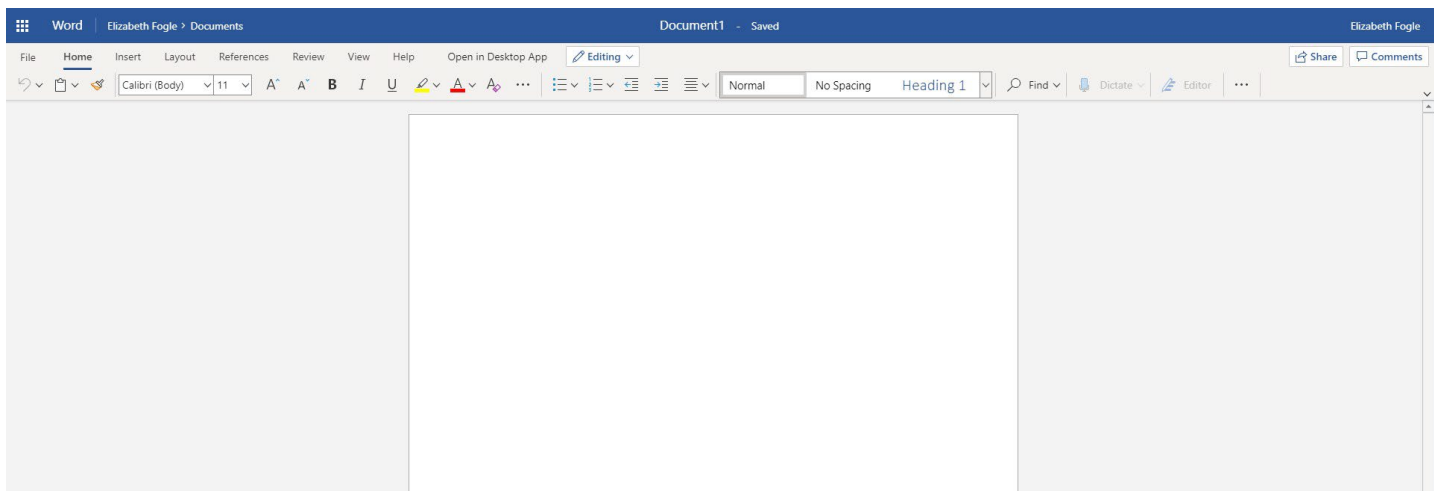 Word | Elizabeth Fogle > Documents Document1 - Saved Elizabeth Fogle
File Home Insert Layout References Review View Help Open in Desktop App Editing Share Comments
Calibri (Body) 11 A A B I U A A Normal No Spacing Heading 1 Find Dictate Editor